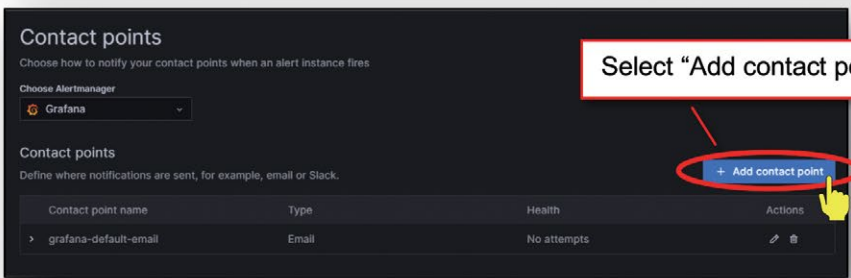 Contact points
Choose how to notify your contact points when an alert instance fires
Select “Add contact
Choose Alertmanager
Grafana
Contact points
Define where notifications are sent, for example, email or Slack.
+ Add contact point
Contact point name Type Health Actions
grafana-default-email Email No attempts